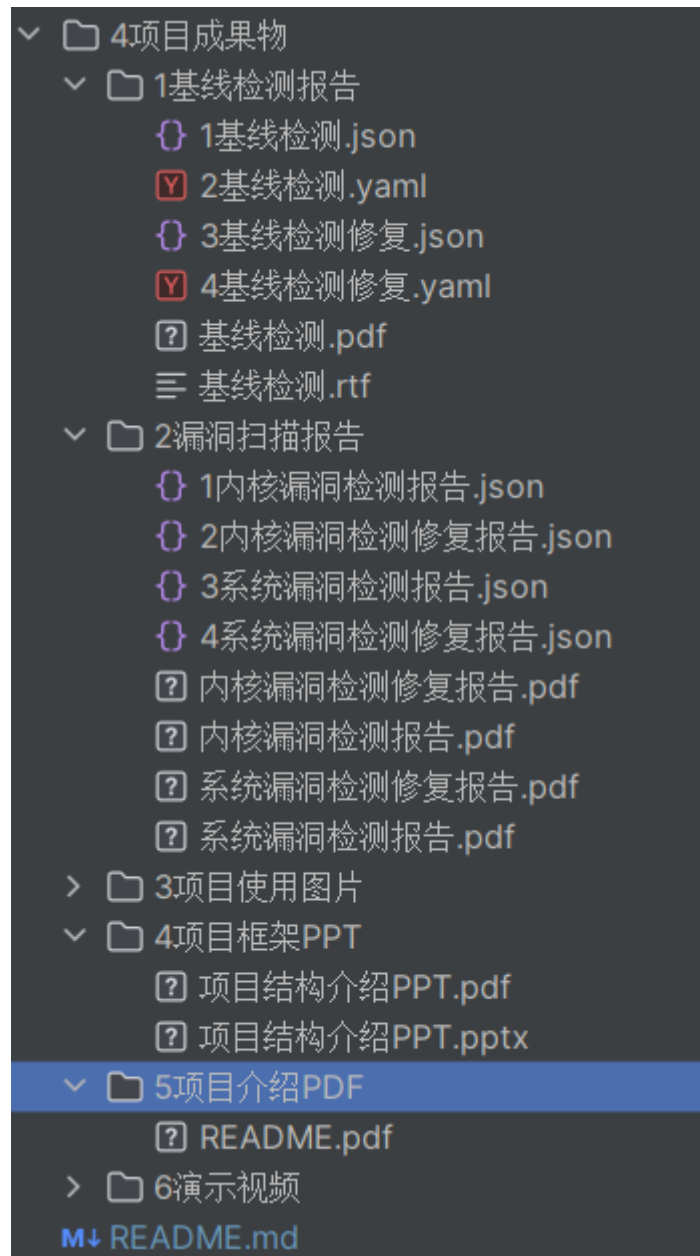 4项目成果物
1基线检测报告
{} 1基线检测.json
Y 2基线检测.yaml
{} 3基线检测修复.json
Y 4基线检测修复.yaml
? 基线检测.pdf
基线检测.rtf
2漏洞扫描报告
{} 1内核漏洞检测报告.json
{} 2内核漏洞检测修复报告.json
{} 3系统漏洞检测报告.json
{} 4系统漏洞检测修复报告.json
? 内核漏洞检测修复报告.pdf
? 内核漏洞检测报告.pdf
? 系统漏洞检测修复报告.pdf
? 系统漏洞检测报告.pdf
3项目使用图片
4项目框架PPT
? 项目结构介绍PPT.pdf
? 项目结构介绍PPT.pptx
5项目介绍PDF
? README.pdf
6演示视频
M↓ README.md